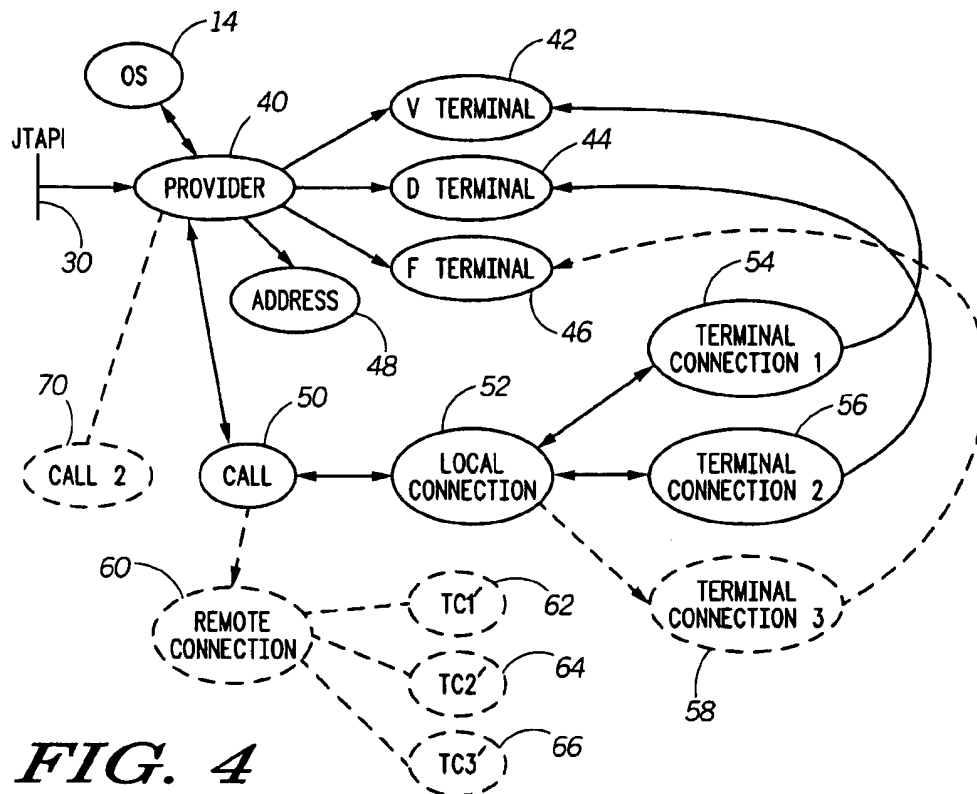 14
OS
42
V TERMINAL
40
JTAPI
44
PROVIDER
D TERMINAL
30
F TERMINAL
54
ADDRESS
46
TERMINAL
CONNECTION 1
48
70
50
52
56
CALL 2
CALL
LOCAL
CONNECTION
TERMINAL
CONNECTION 2
60
REMOTE
CONNECTION
TC1'
62
TERMINAL
CONNECTION 3
TC2'
64
58
TC3'
66
FIG. 4